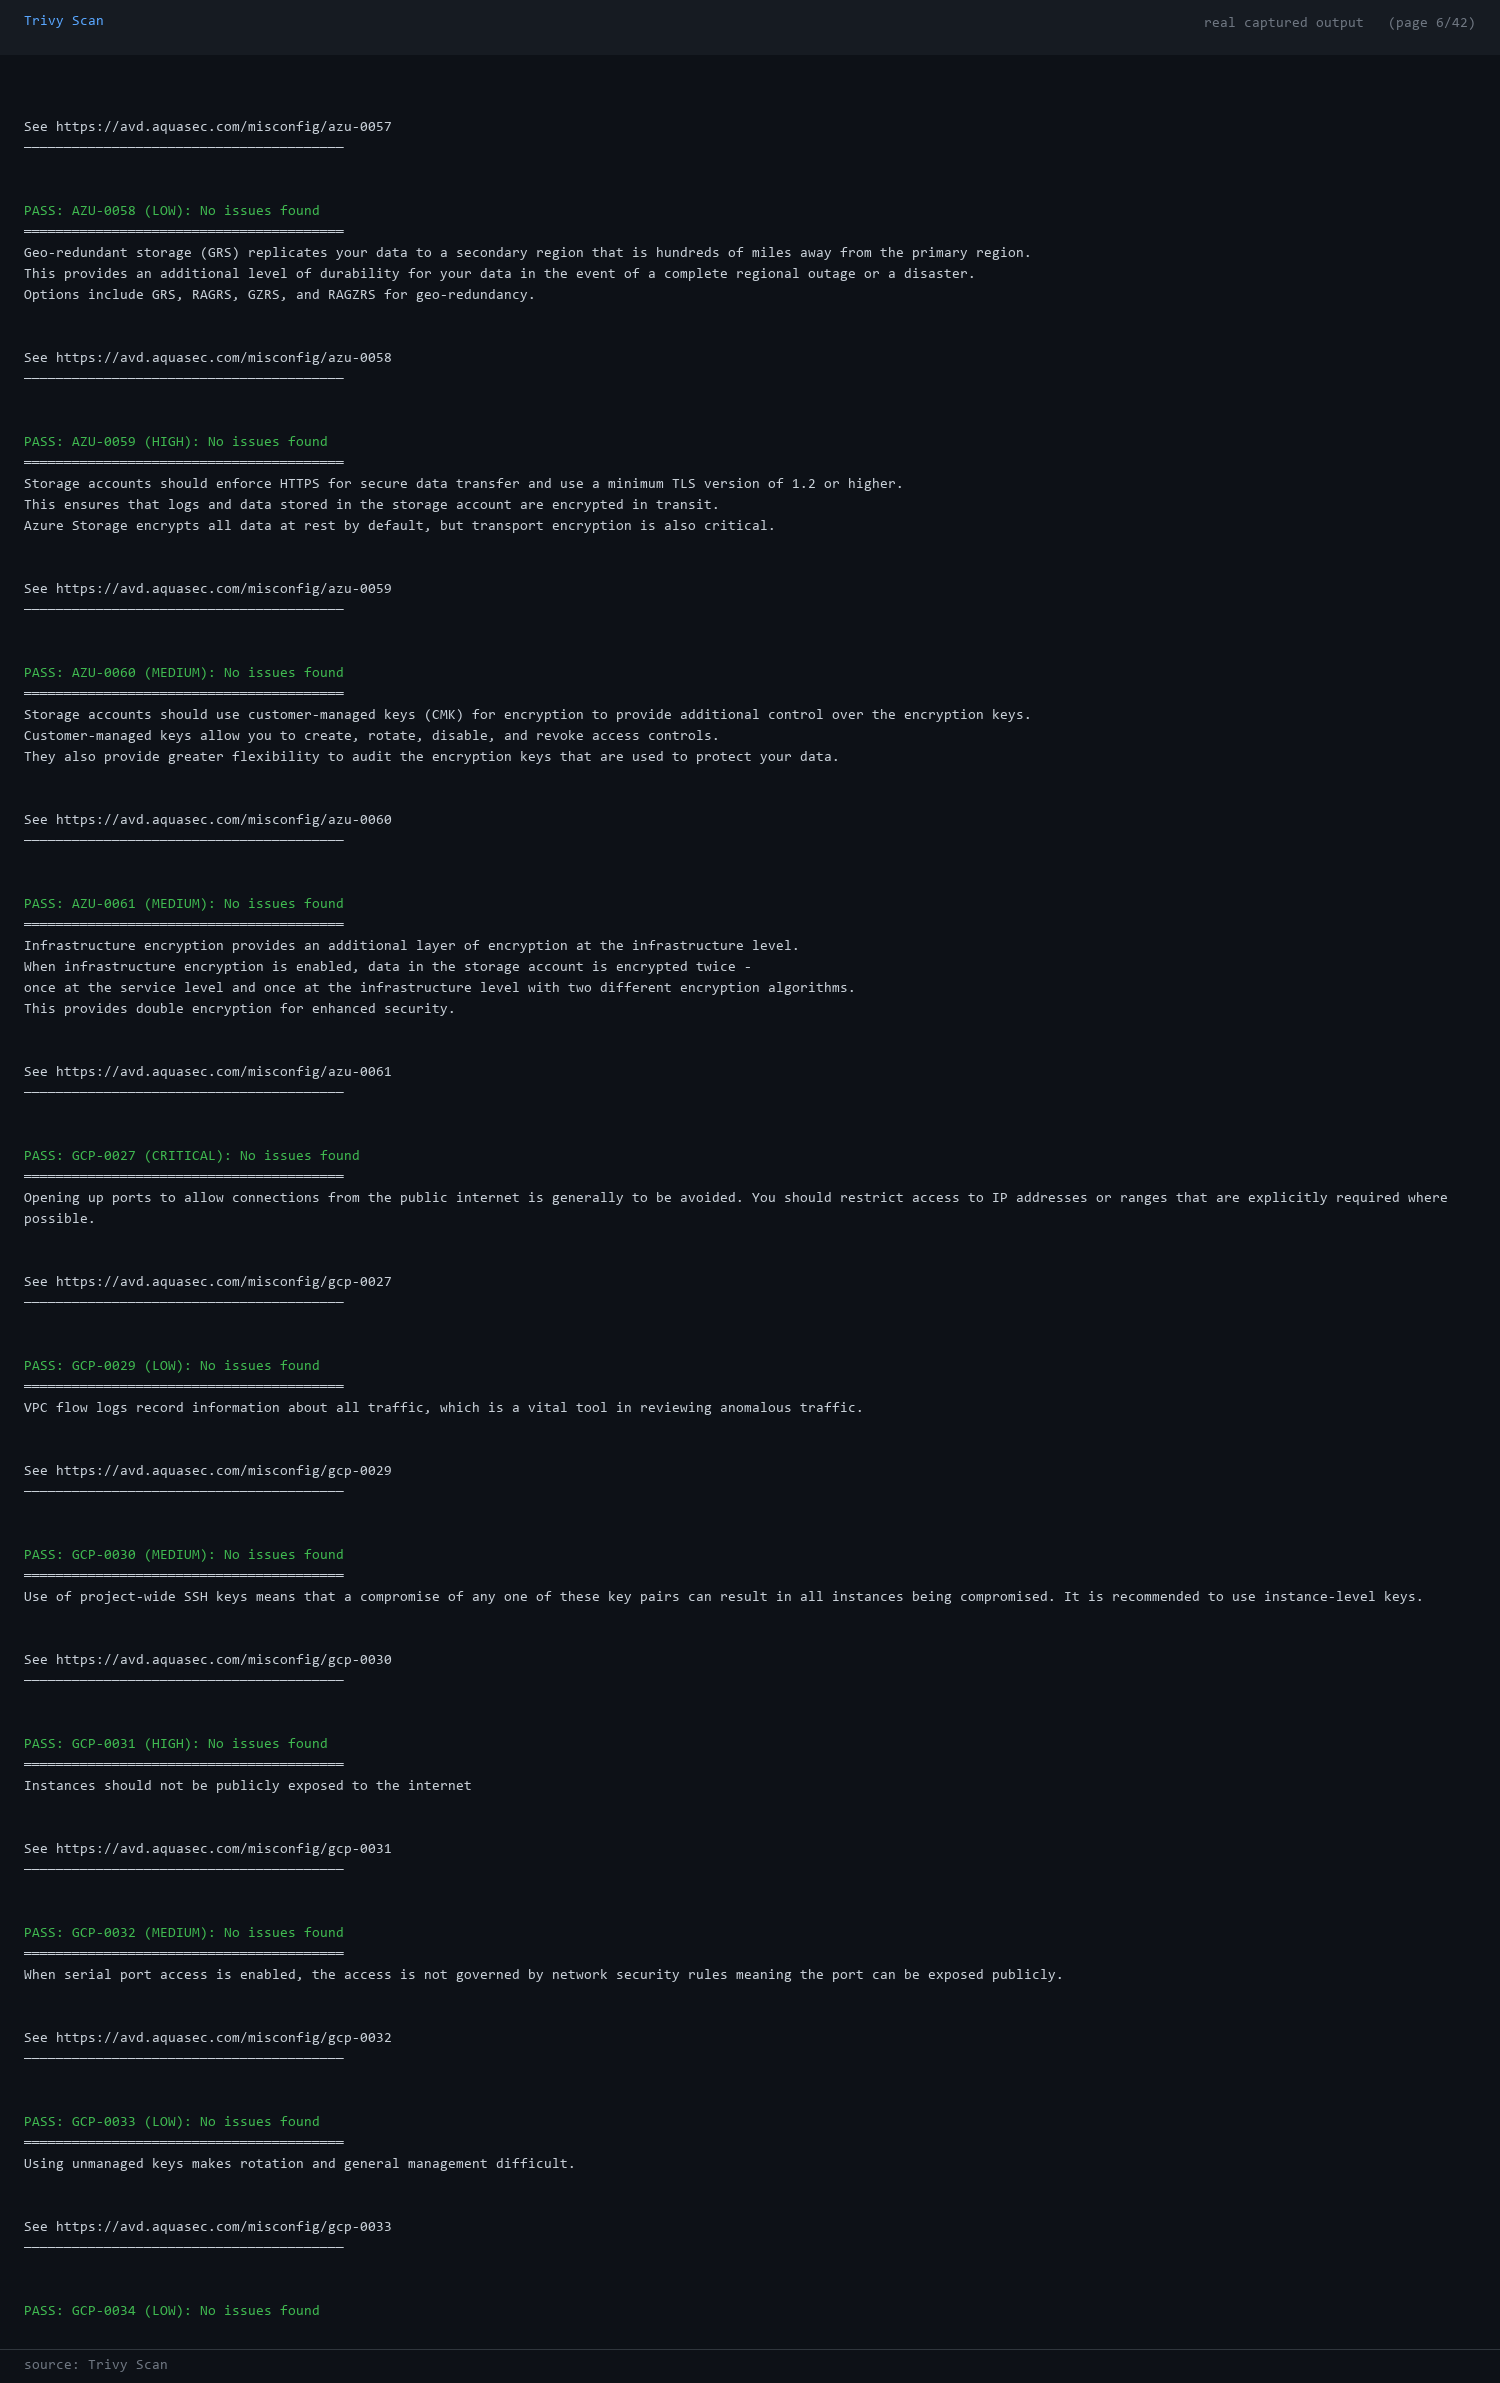 Trivy Scan
real captured output   (page 6/42)
See https://avd.aquasec.com/misconfig/azu-0057
────────────────────────────────────────
PASS: AZU-0058 (LOW): No issues found
════════════════════════════════════════
Geo-redundant storage (GRS) replicates your data to a secondary region that is hundreds of miles away from the primary region.
This provides an additional level of durability for your data in the event of a complete regional outage or a disaster.
Options include GRS, RAGRS, GZRS, and RAGZRS for geo-redundancy.
See https://avd.aquasec.com/misconfig/azu-0058
────────────────────────────────────────
PASS: AZU-0059 (HIGH): No issues found
════════════════════════════════════════
Storage accounts should enforce HTTPS for secure data transfer and use a minimum TLS version of 1.2 or higher.
This ensures that logs and data stored in the storage account are encrypted in transit.
Azure Storage encrypts all data at rest by default, but transport encryption is also critical.
See https://avd.aquasec.com/misconfig/azu-0059
────────────────────────────────────────
PASS: AZU-0060 (MEDIUM): No issues found
════════════════════════════════════════
Storage accounts should use customer-managed keys (CMK) for encryption to provide additional control over the encryption keys.
Customer-managed keys allow you to create, rotate, disable, and revoke access controls.
They also provide greater flexibility to audit the encryption keys that are used to protect your data.
See https://avd.aquasec.com/misconfig/azu-0060
────────────────────────────────────────
PASS: AZU-0061 (MEDIUM): No issues found
════════════════════════════════════════
Infrastructure encryption provides an additional layer of encryption at the infrastructure level.
When infrastructure encryption is enabled, data in the storage account is encrypted twice -
once at the service level and once at the infrastructure level with two different encryption algorithms.
This provides double encryption for enhanced security.
See https://avd.aquasec.com/misconfig/azu-0061
────────────────────────────────────────
PASS: GCP-0027 (CRITICAL): No issues found
════════════════════════════════════════
Opening up ports to allow connections from the public internet is generally to be avoided. You should restrict access to IP addresses or ranges that are explicitly required where
possible.
See https://avd.aquasec.com/misconfig/gcp-0027
────────────────────────────────────────
PASS: GCP-0029 (LOW): No issues found
════════════════════════════════════════
VPC flow logs record information about all traffic, which is a vital tool in reviewing anomalous traffic.
See https://avd.aquasec.com/misconfig/gcp-0029
────────────────────────────────────────
PASS: GCP-0030 (MEDIUM): No issues found
════════════════════════════════════════
Use of project-wide SSH keys means that a compromise of any one of these key pairs can result in all instances being compromised. It is recommended to use instance-level keys.
See https://avd.aquasec.com/misconfig/gcp-0030
────────────────────────────────────────
PASS: GCP-0031 (HIGH): No issues found
════════════════════════════════════════
Instances should not be publicly exposed to the internet
See https://avd.aquasec.com/misconfig/gcp-0031
────────────────────────────────────────
PASS: GCP-0032 (MEDIUM): No issues found
════════════════════════════════════════
When serial port access is enabled, the access is not governed by network security rules meaning the port can be exposed publicly.
See https://avd.aquasec.com/misconfig/gcp-0032
────────────────────────────────────────
PASS: GCP-0033 (LOW): No issues found
════════════════════════════════════════
Using unmanaged keys makes rotation and general management difficult.
See https://avd.aquasec.com/misconfig/gcp-0033
────────────────────────────────────────
PASS: GCP-0034 (LOW): No issues found
source: Trivy Scan